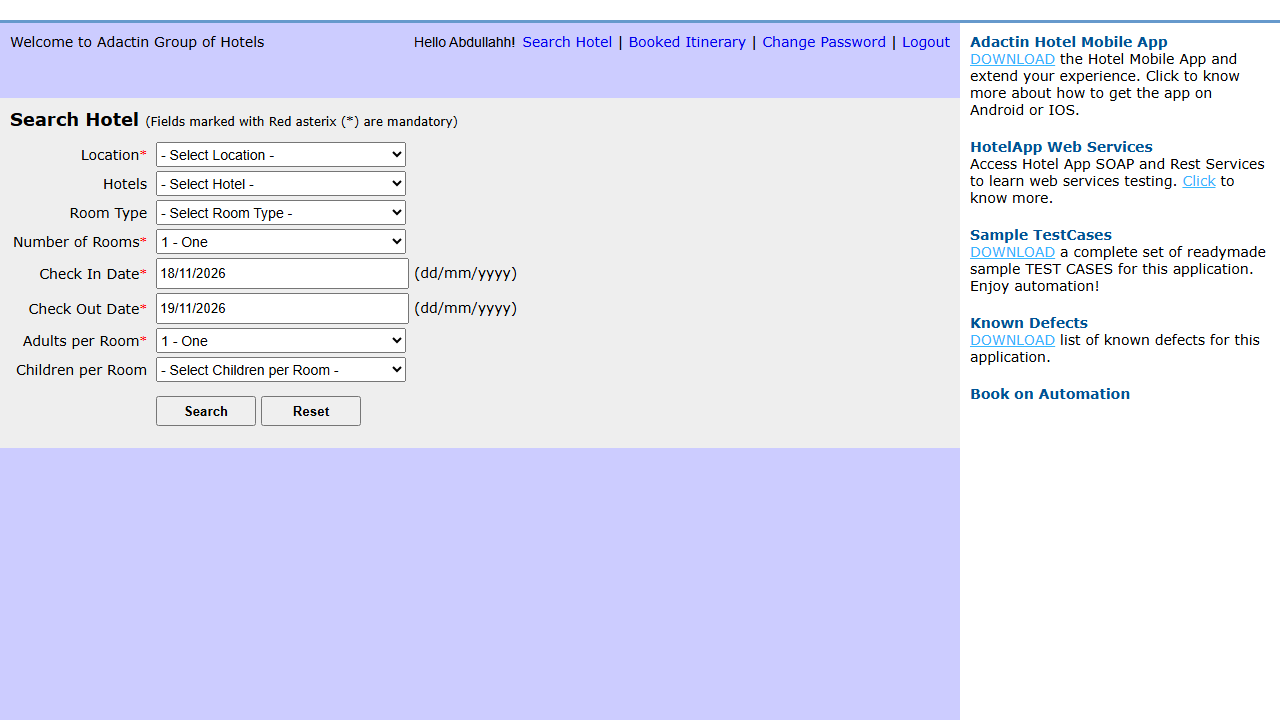 Welcome to Adactin Group of Hotels
Hello Abdullahh! Search Hotel | Booked Itinerary | Change Password | Logout
Search Hotel (Fields marked with Red asterix (*) are mandatory)
Location* - Select Location -
Hotels - Select Hotel -
Room Type - Select Room Type -
Number of Rooms* 1 - One
Check In Date* 18/11/2026 (dd/mm/yyyy)
Check Out Date* 19/11/2026 (dd/mm/yyyy)
Adults per Room* 1 - One
Children per Room - Select Children per Room -
Search Reset
Adactin Hotel Mobile App
DOWNLOAD the Hotel Mobile App and
extend your experience. Click to know
more about how to get the app on
Android or IOS.
HotelApp Web Services
Access Hotel App SOAP and Rest Services
to learn web services testing. Click to
know more.
Sample TestCases
DOWNLOAD a complete set of readymade
sample TEST CASES for this application.
Enjoy automation!
Known Defects
DOWNLOAD list of known defects for this
application.
Book on Automation